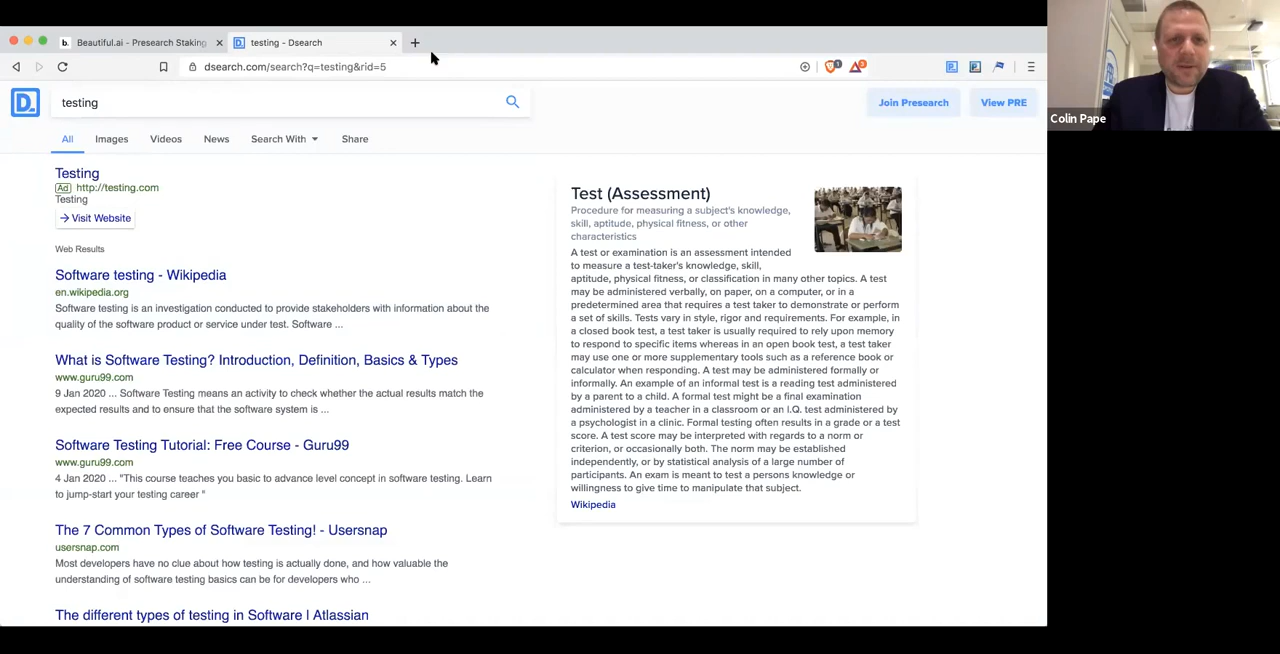 b. Beautiful.ai - Presearch Staking
testing - Dsearch
dsearch.com/search?q=testing&rid=5
D.
testing
Join Presearch
View PRE
All
Images
Videos
News
Search With
Share
Testing
Ad http://testing.com
Testing
Visit Website
Web Results
Software testing - Wikipedia
en.wikipedia.org
Software testing is an investigation conducted to provide stakeholders with information about the
quality of the software product or service under test. Software ...
What is Software Testing? Introduction, Definition, Basics & Types
www.guru99.com
9 Jan 2020 ... Software Testing means an activity to check whether the actual results match the
expected results and to ensure that the software system is ...
Software Testing Tutorial: Free Course - Guru99
www.guru99.com
4 Jan 2020 ... "This course teaches you basic to advance level concept in software testing. Learn
to jump-start your testing career "
The 7 Common Types of Software Testing! - Usersnap
usersnap.com
Most developers have no clue about how testing is actually done, and how valuable the
understanding of software testing basics can be for developers who ...
The different types of testing in Software | Atlassian
Test (Assessment)
Procedure for measuring a subject's knowledge,
skill, aptitude, physical fitness, or other
characteristics
A test or examination is an assessment intended
to measure a test-taker's knowledge, skill,
aptitude, physical fitness, or classification in many other topics. A test
may be administered verbally, on paper, on a computer, or in a
predetermined area that requires a test taker to demonstrate or perform
a set of skills. Tests vary in style, rigor and requirements. For example, in
a closed book test, a test taker is usually required to rely upon memory
to respond to specific items whereas in an open book test, a test taker
may use one or more supplementary tools such as a reference book or
calculator when responding. A test may be administered formally or
informally. An example of an informal test is a reading test administered
by a parent to a child. A formal test might be a final examination
administered by a teacher in a classroom or an I.Q. test administered by
a psychologist in a clinic. Formal testing often results in a grade or a test
score. A test score may be interpreted with regards to a norm or
criterion, or occasionally both. The norm may be established
independently, or by statistical analysis of a large number of
participants. An exam is meant to test a persons knowledge or
willingness to give time to manipulate that subject.
Wikipedia
Colin Pape